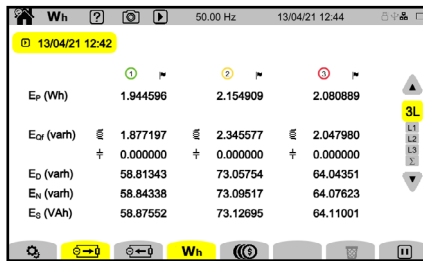 Wh ? 50.00 Hz 13/04/21 12:44
13/04/21 12:42
1 2 3
EP (Wh) 1.944596 2.154909 2.080889
3L
EQf (varh) 1.877197 2.345577 2.047980
L1
0.000000 0.000000 0.000000
L2
L3
ED (varh) 58.81343 73.05754 64.04351
Σ
EN (varh) 58.84338 73.09517 64.07623
ES (VAh) 58.87552 73.12695 64.11001
Wh $